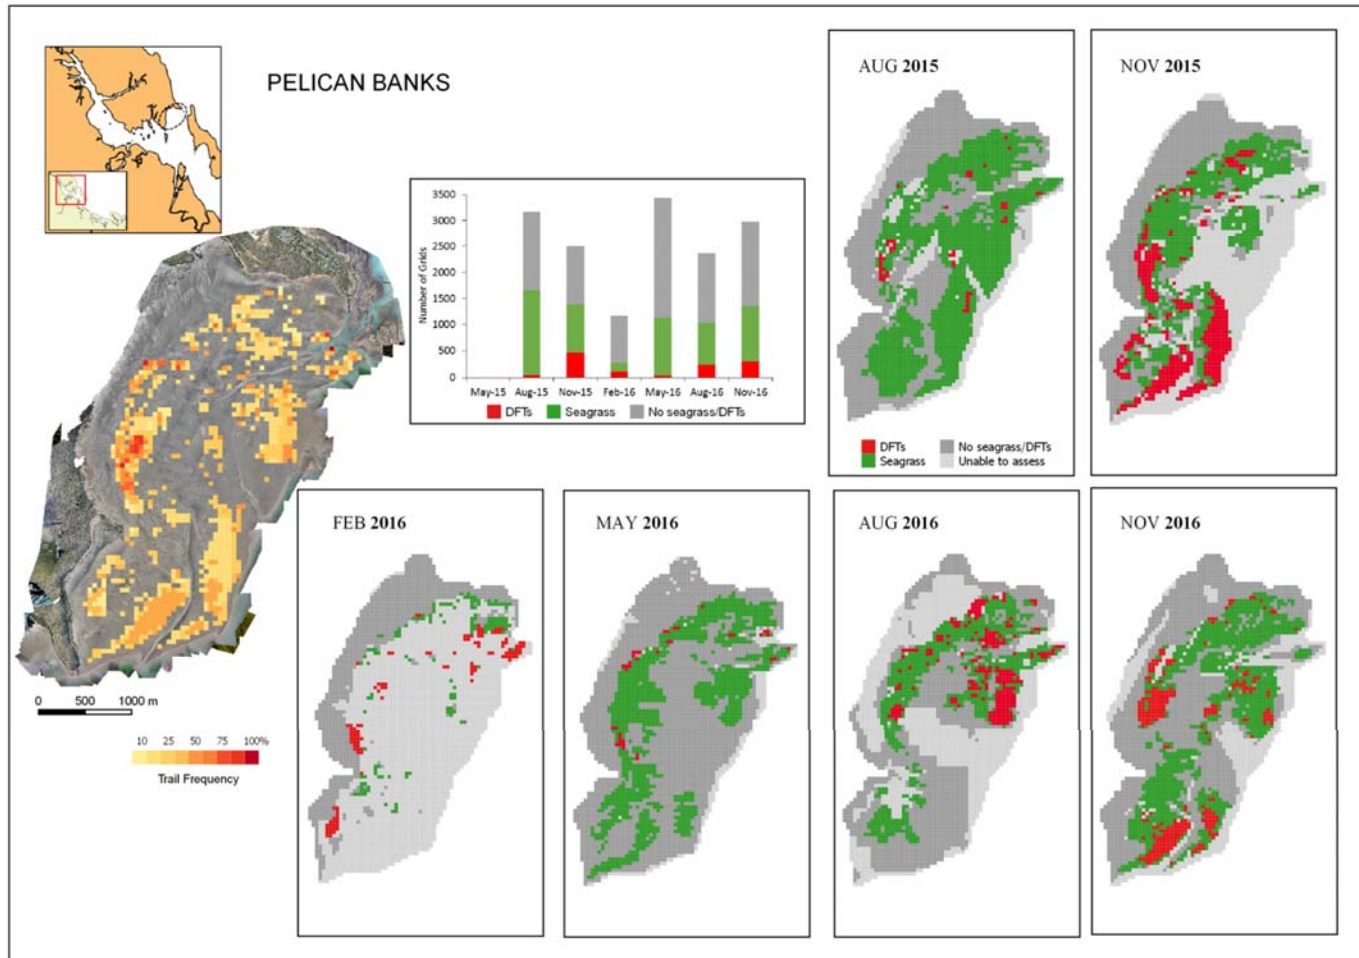 PELICAN BANKS
AUG 2015
NOV 2015
3500
3000
2500
2000
1500
1000
500
0
Number of Grids
May-15 Aug-15 Nov-15 Feb-16 May-16 Aug-16 Nov-16
DFTs Seagrass No seagrass/DFTs
DFTs No seagrass/DFTs
Seagrass Unable to assess
FEB 2016
MAY 2016
AUG 2016
NOV 2016
0 500 1000 m
10 25 50 75 100%
Trail Frequency